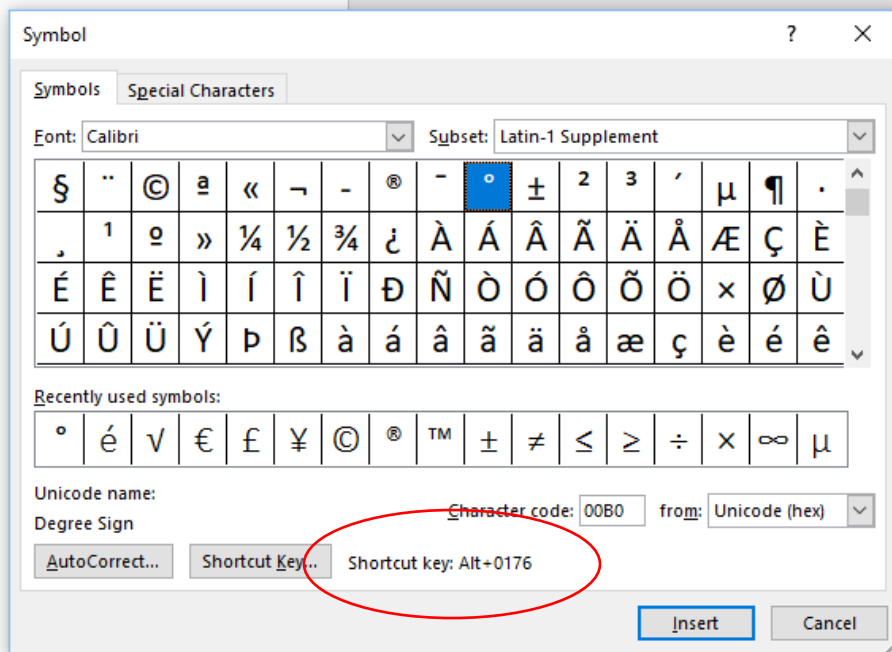 Symbol ?
Symbols Special Characters
Font: Calibri Subset: Latin-1 Supplement
§ ¨ © ª « ¬ - ® ¯ ° ± ² ³ ´ µ ¶ ·
¸ ¹ º » ¼ ½ ¾ ¿ À Á Â Ã Ä Å Æ Ç È
É Ê Ë Ì Í Î Ï Ð Ñ Ò Ó Ô Õ Ö × Ø Ù
Ú Û Ü Ý Þ ß à á â ã ä å æ ç è é ê
Recently used symbols:
° é √ € £ ¥ © ® ™ ± ≠ ≤ ≥ ÷ × ∞ µ
Unicode name:
Degree Sign
Character code: 00B0 from: Unicode (hex)
AutoCorrect... Shortcut Key... Shortcut key: Alt+0176
Insert Cancel